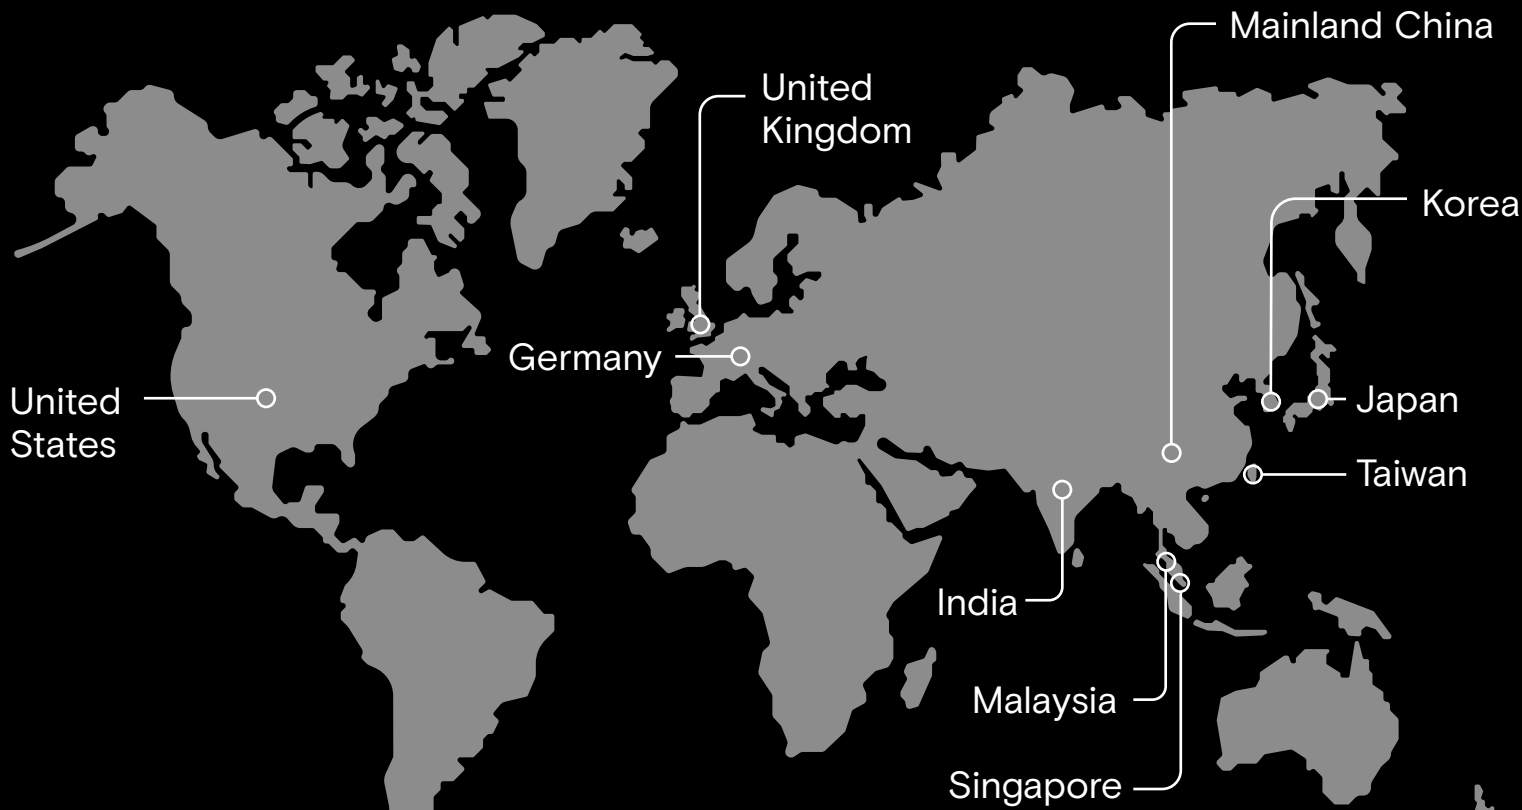 Mainland China
United
Kingdom
Korea
Germany
United
States
Japan
Taiwan
India
Malaysia
Singapore